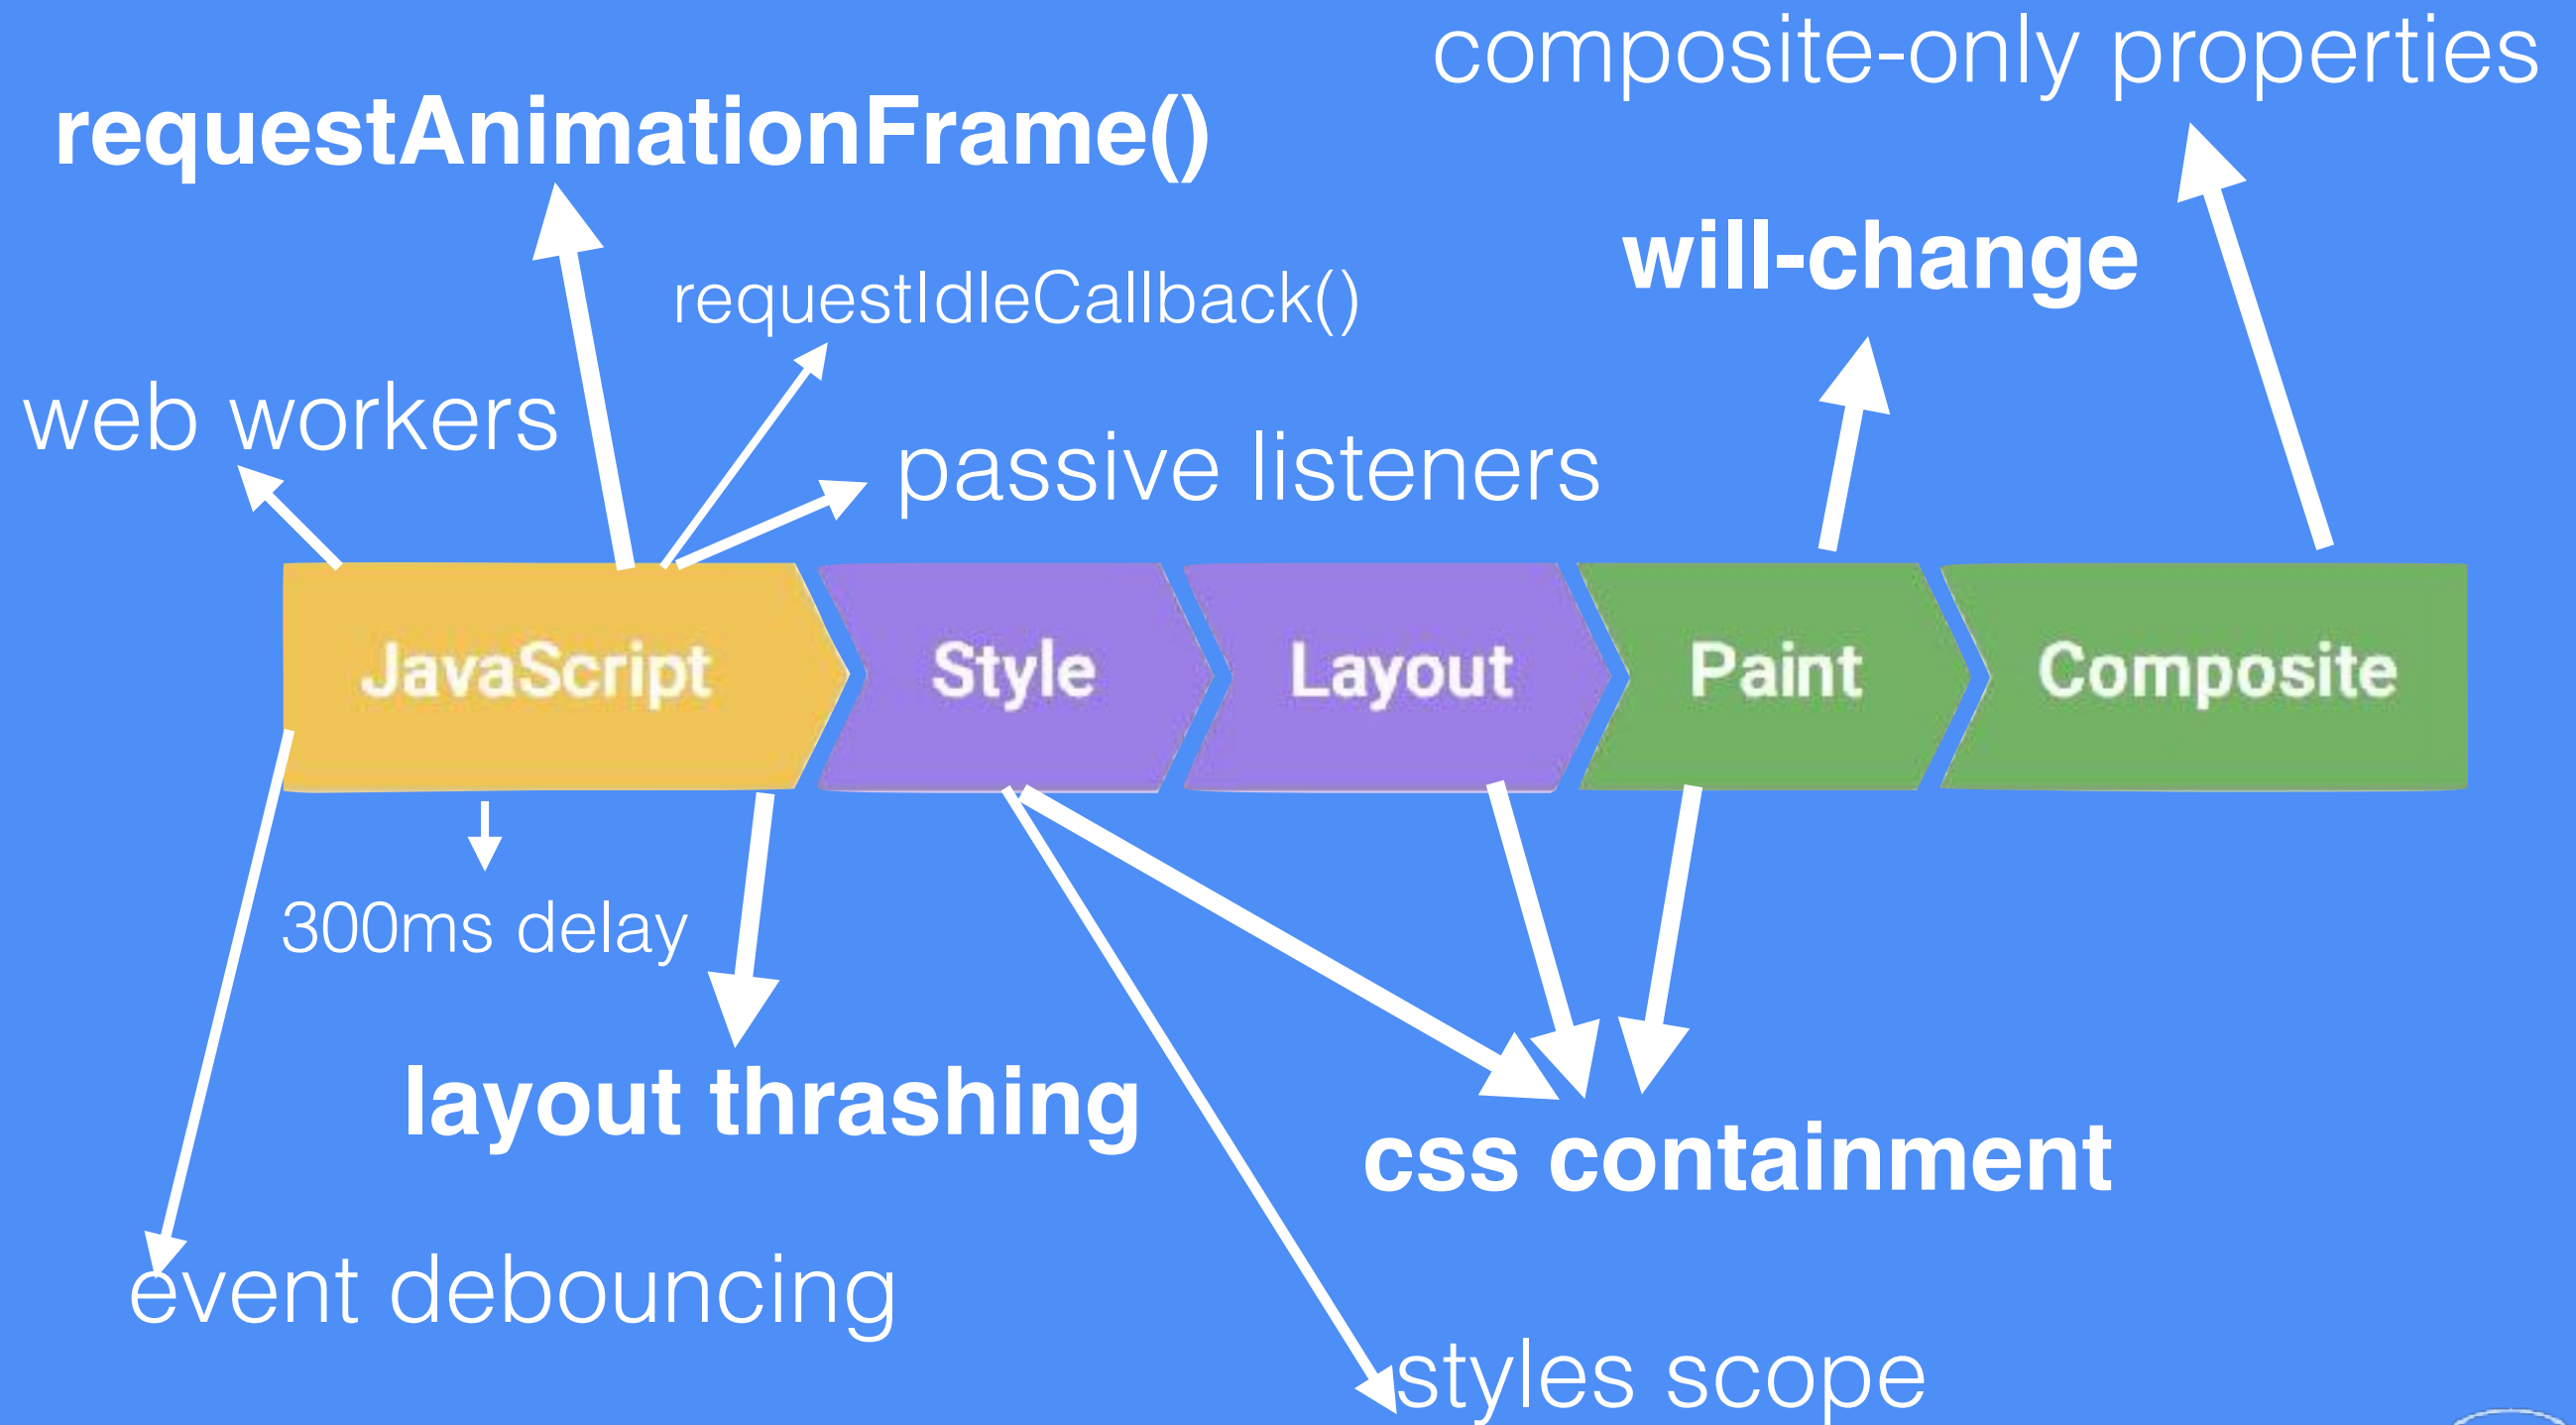 composite-only properties
requestAnimationFrame()
will-change
requestIdleCallback()
web workers
passive listeners
JavaScript
Style
Layout
Paint
Composite
300ms delay
layout thrashing
css containment
event debouncing
styles scope